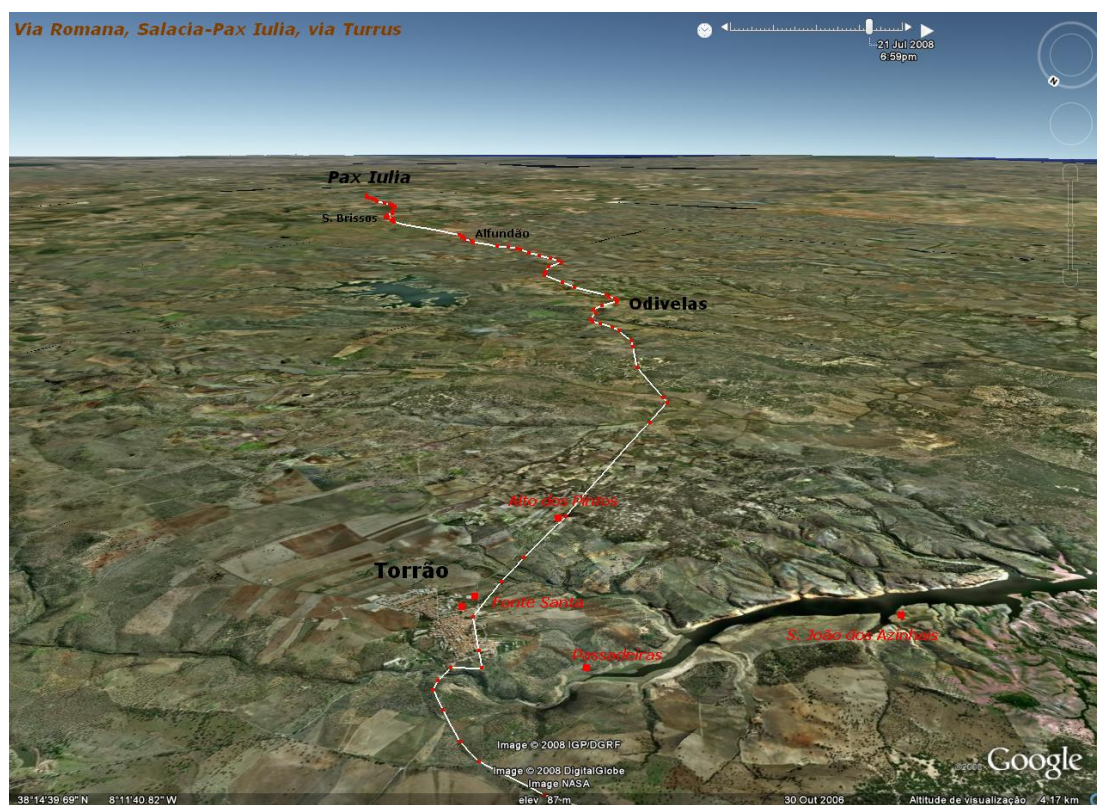 Via Romana, Salacia-Pax Iulia, via Turrus
21 Jul 2008
6:59pm
N
Pax Iulia
S. Brissos
Alfundão
Odivelas
Alto dos Pintos
Torrão
Fonte Santa
S. João dos Azinhais
Passadeiras
Image © 2008 IGP/DGRF
Image © 2008 DigitalGlobe
Image NASA
Google
38°14'39.69" N 8°11'40.82" W
elev 87 m
30 Oct 2006
Altitude de visualização 4.17 km